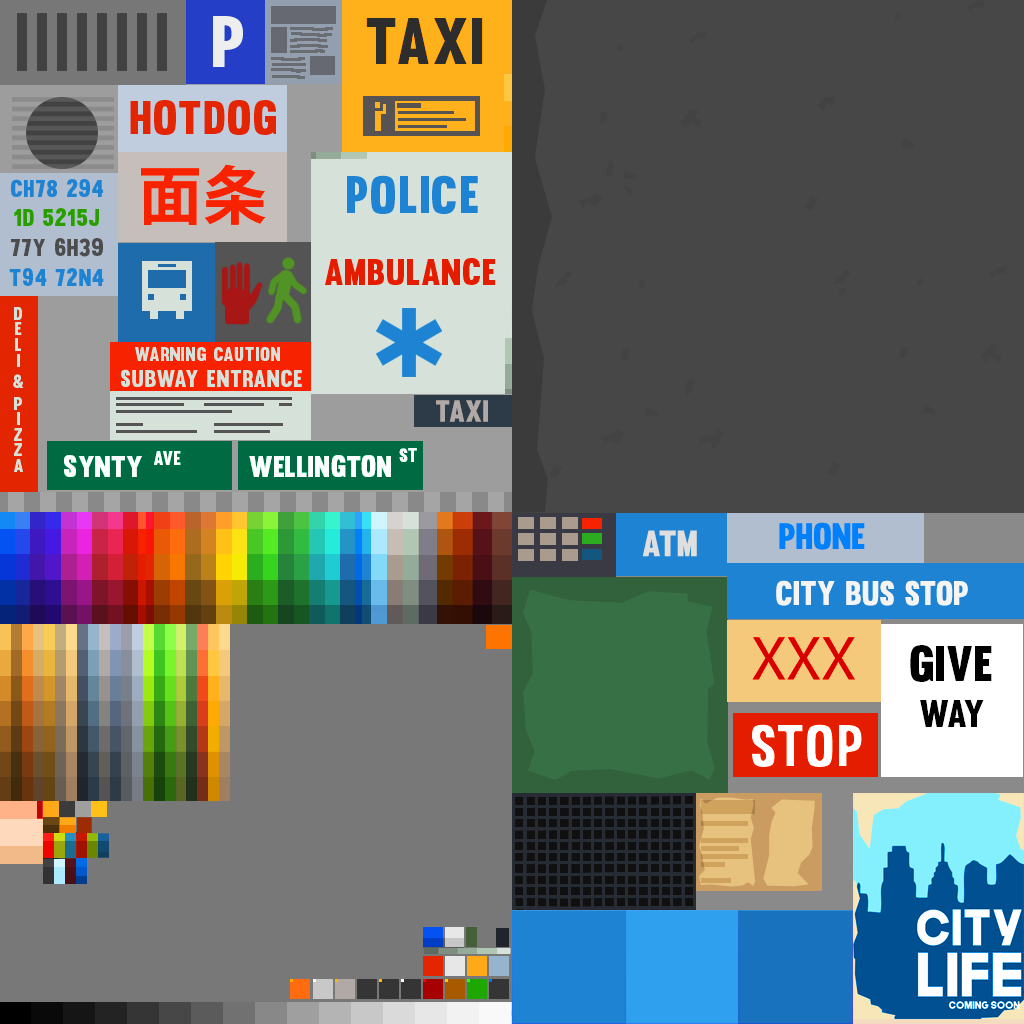 P
TAXI
HOTDOG
面条
CH78 294
1D 5215J
77Y 6H39
T94 72N4
POLICE
AMBULANCE
DELI & PIZZA
WARNING CAUTION
SUBWAY ENTRANCE
TAXI
SYNTY AVE
WELLINGTON ST
ATM
PHONE
CITY BUS STOP
XXX
GIVE
WAY
STOP
CITY
LIFE
COMING SOON